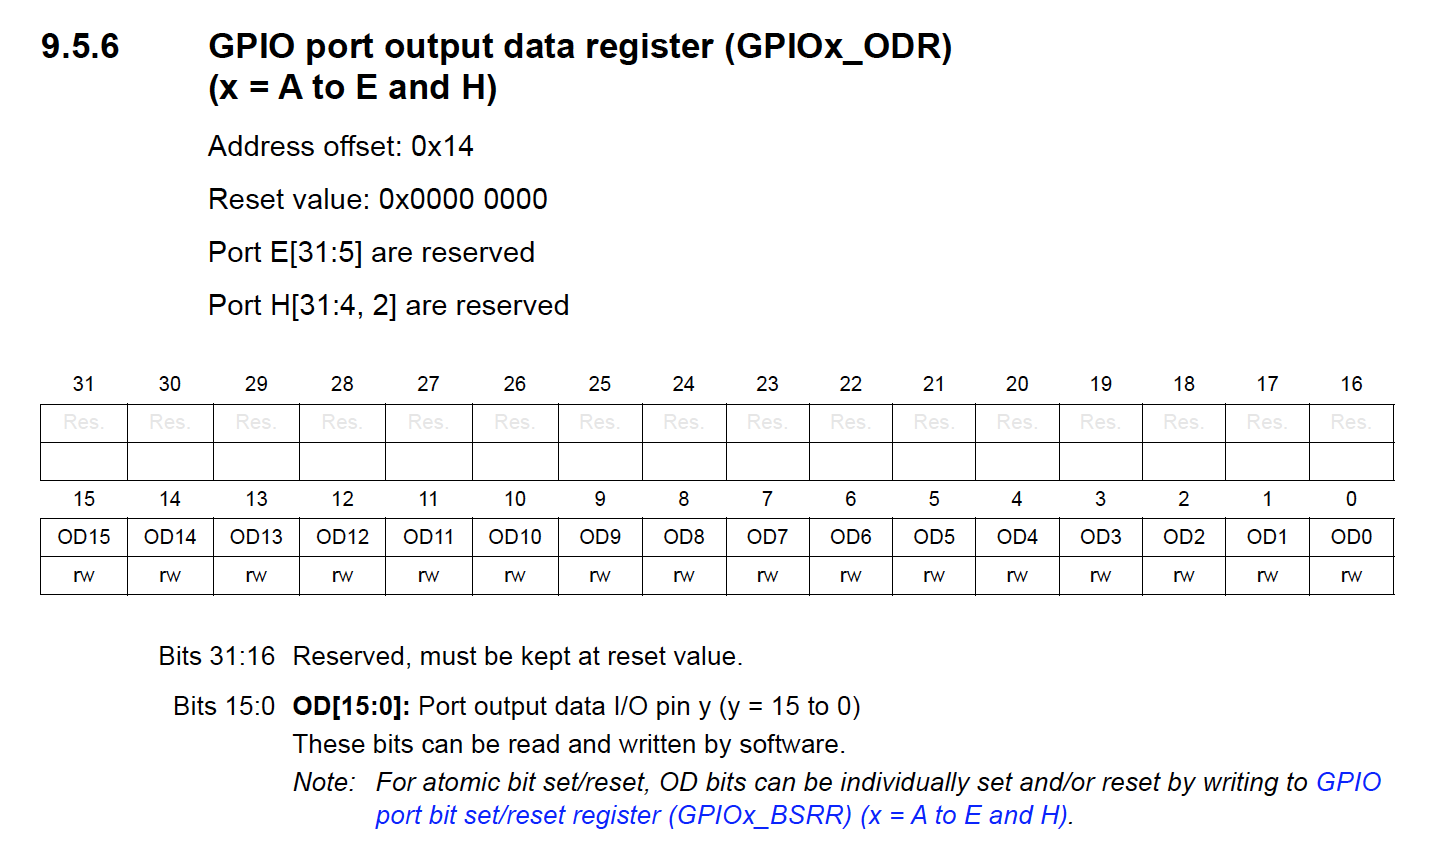 9.5.6 GPIO port output data register (GPIOx_ODR)
(x = A to E and H)
Address offset: 0x14
Reset value: 0x0000 0000
Port E[31:5] are reserved
Port H[31:4, 2] are reserved
31 30 29 28 27 26 25 24 23 22 21 20 19 18 17 16
Res. Res. Res. Res. Res. Res. Res. Res. Res. Res. Res. Res. Res. Res. Res. Res.
15 14 13 12 11 10 9 8 7 6 5 4 3 2 1 0
OD15 OD14 OD13 OD12 OD11 OD10 OD9 OD8 OD7 OD6 OD5 OD4 OD3 OD2 OD1 OD0
rw rw rw rw rw rw rw rw rw rw rw rw rw rw rw rw
Bits 31:16 Reserved, must be kept at reset value.
Bits 15:0 OD[15:0]: Port output data I/O pin y (y = 15 to 0)
These bits can be read and written by software.
Note: For atomic bit set/reset, OD bits can be individually set and/or reset by writing to GPIO
port bit set/reset register (GPIOx_BSRR) (x = A to E and H).